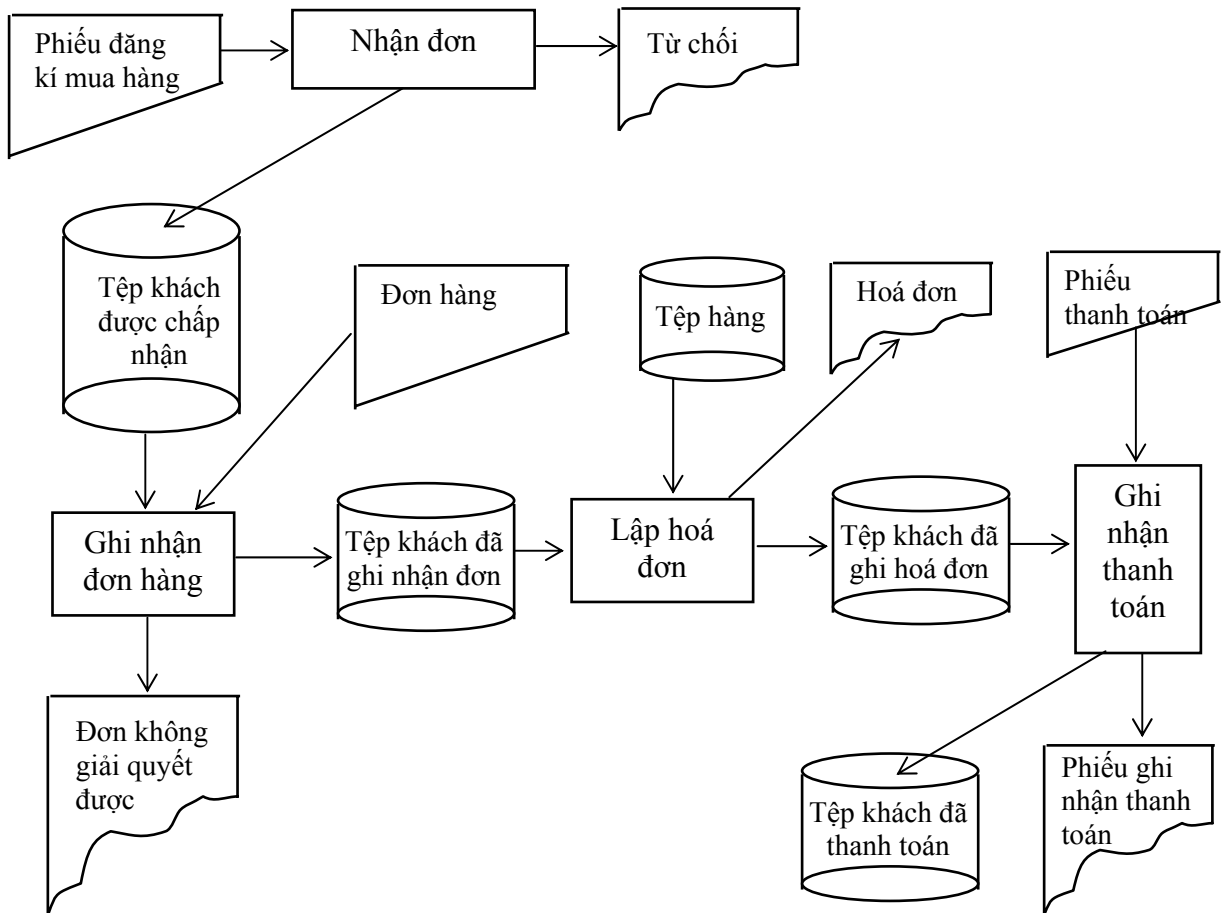 Phiếu đăng
kí mua hàng
Nhận đơn
Từ chối
Tệp khách
được chấp
nhận
Đơn hàng
Tệp hàng
Hoá đơn
Phiếu
thanh toán
Ghi nhận
đơn hàng
Tệp khách đã
ghi nhận đơn
Lập hoá
đơn
Tệp khách đã
ghi hoá đơn
Ghi
nhận
thanh
toán
Đơn không
giải quyết
được
Tệp khách đã
thanh toán
Phiếu ghi
nhận thanh
toán